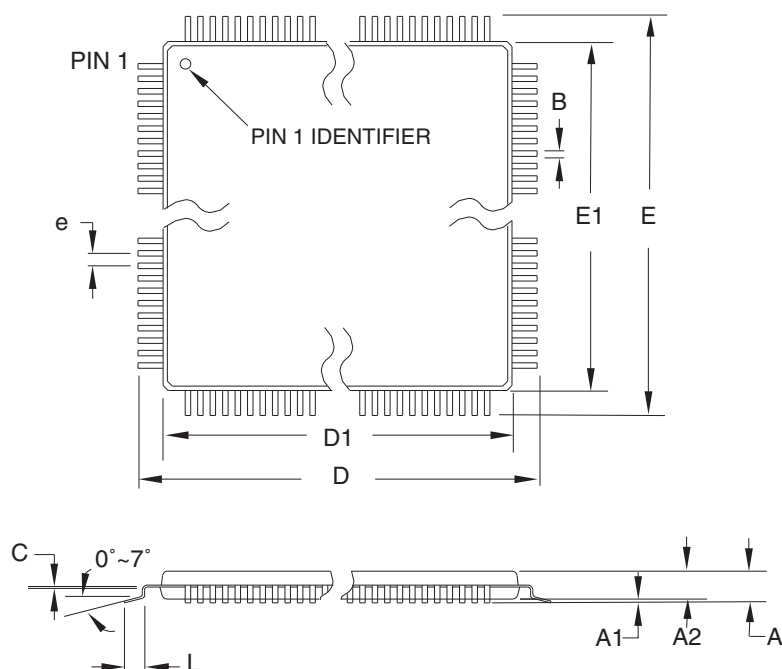 PIN 1
PIN 1 IDENTIFIER
B
e
E1
E
D1
D
C
0°~7°
L
A1
A2
A